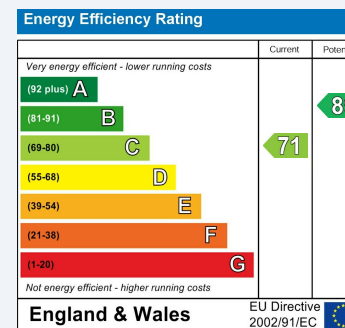 Energy Efficiency Rating
Current
Very energy efficient - lower running costs
(92 plus) A
(81-91) B
(69-80) C
71
(55-68) D
(39-54) E
(21-38) F
(1-20) G
Not energy efficient - higher running costs
England & Wales
EU Directive
2002/91/EC